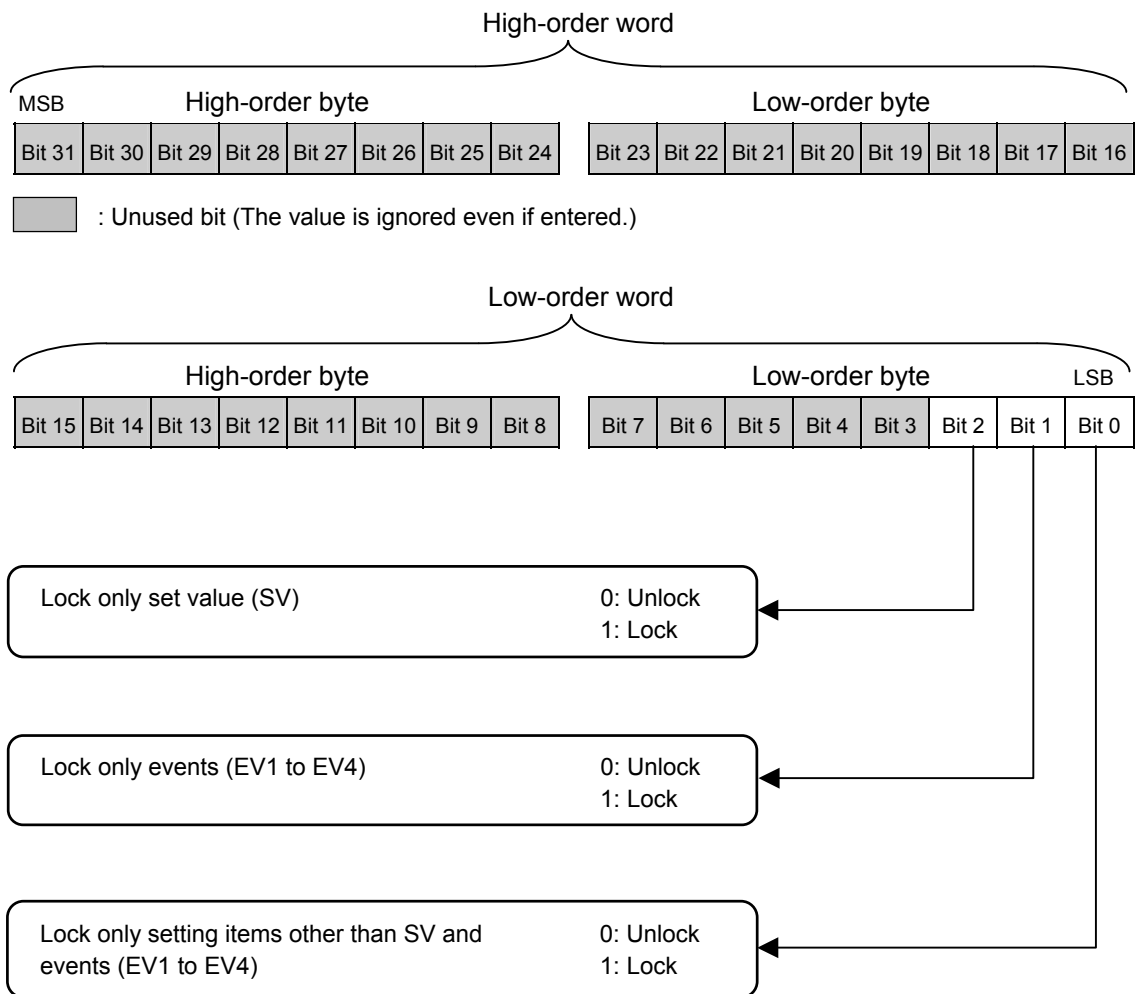 High-order word
MSB High-order byte Low-order byte
Bit 31 Bit 30 Bit 29 Bit 28 Bit 27 Bit 26 Bit 25 Bit 24 Bit 23 Bit 22 Bit 21 Bit 20 Bit 19 Bit 18 Bit 17 Bit 16
: Unused bit (The value is ignored even if entered.)
Low-order word
High-order byte Low-order byte LSB
Bit 15 Bit 14 Bit 13 Bit 12 Bit 11 Bit 10 Bit 9 Bit 8 Bit 7 Bit 6 Bit 5 Bit 4 Bit 3 Bit 2 Bit 1 Bit 0
Lock only set value (SV) 0: Unlock
1: Lock
Lock only events (EV1 to EV4) 0: Unlock
1: Lock
Lock only setting items other than SV and 0: Unlock
events (EV1 to EV4) 1: Lock